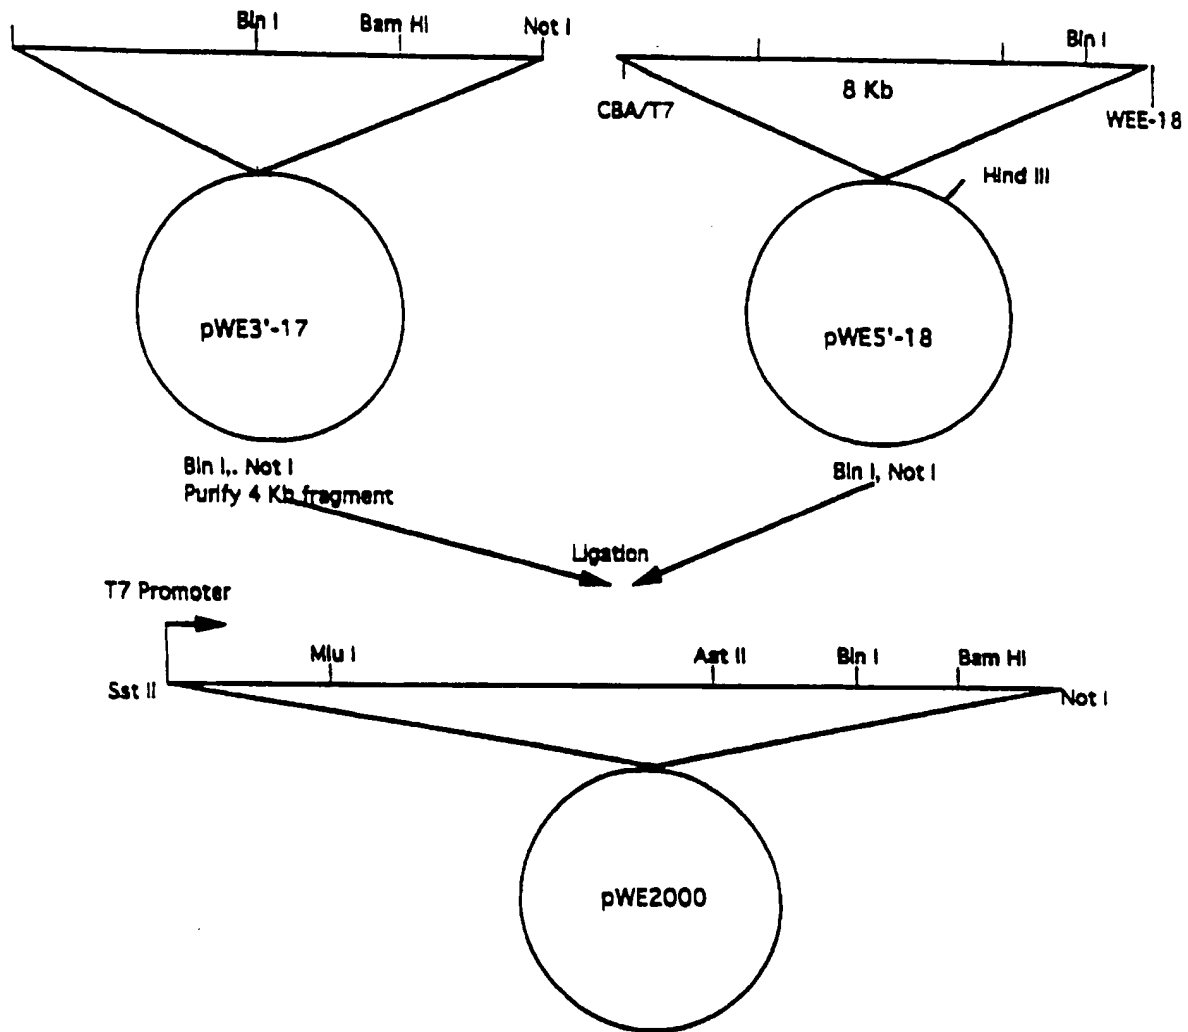 Bln I
Bam HI
Not I
Bln I
8 Kb
CBA/T7
WEE-18
Hind III
pWE3'-17
pWE5'-18
Bln I,. Not I
Purify 4 Kb fragment
Bln I, Not I
Ligation
T7 Promoter
Mlu I
Aat II
Bln I
Bam HI
Sst II
Not I
pWE2000